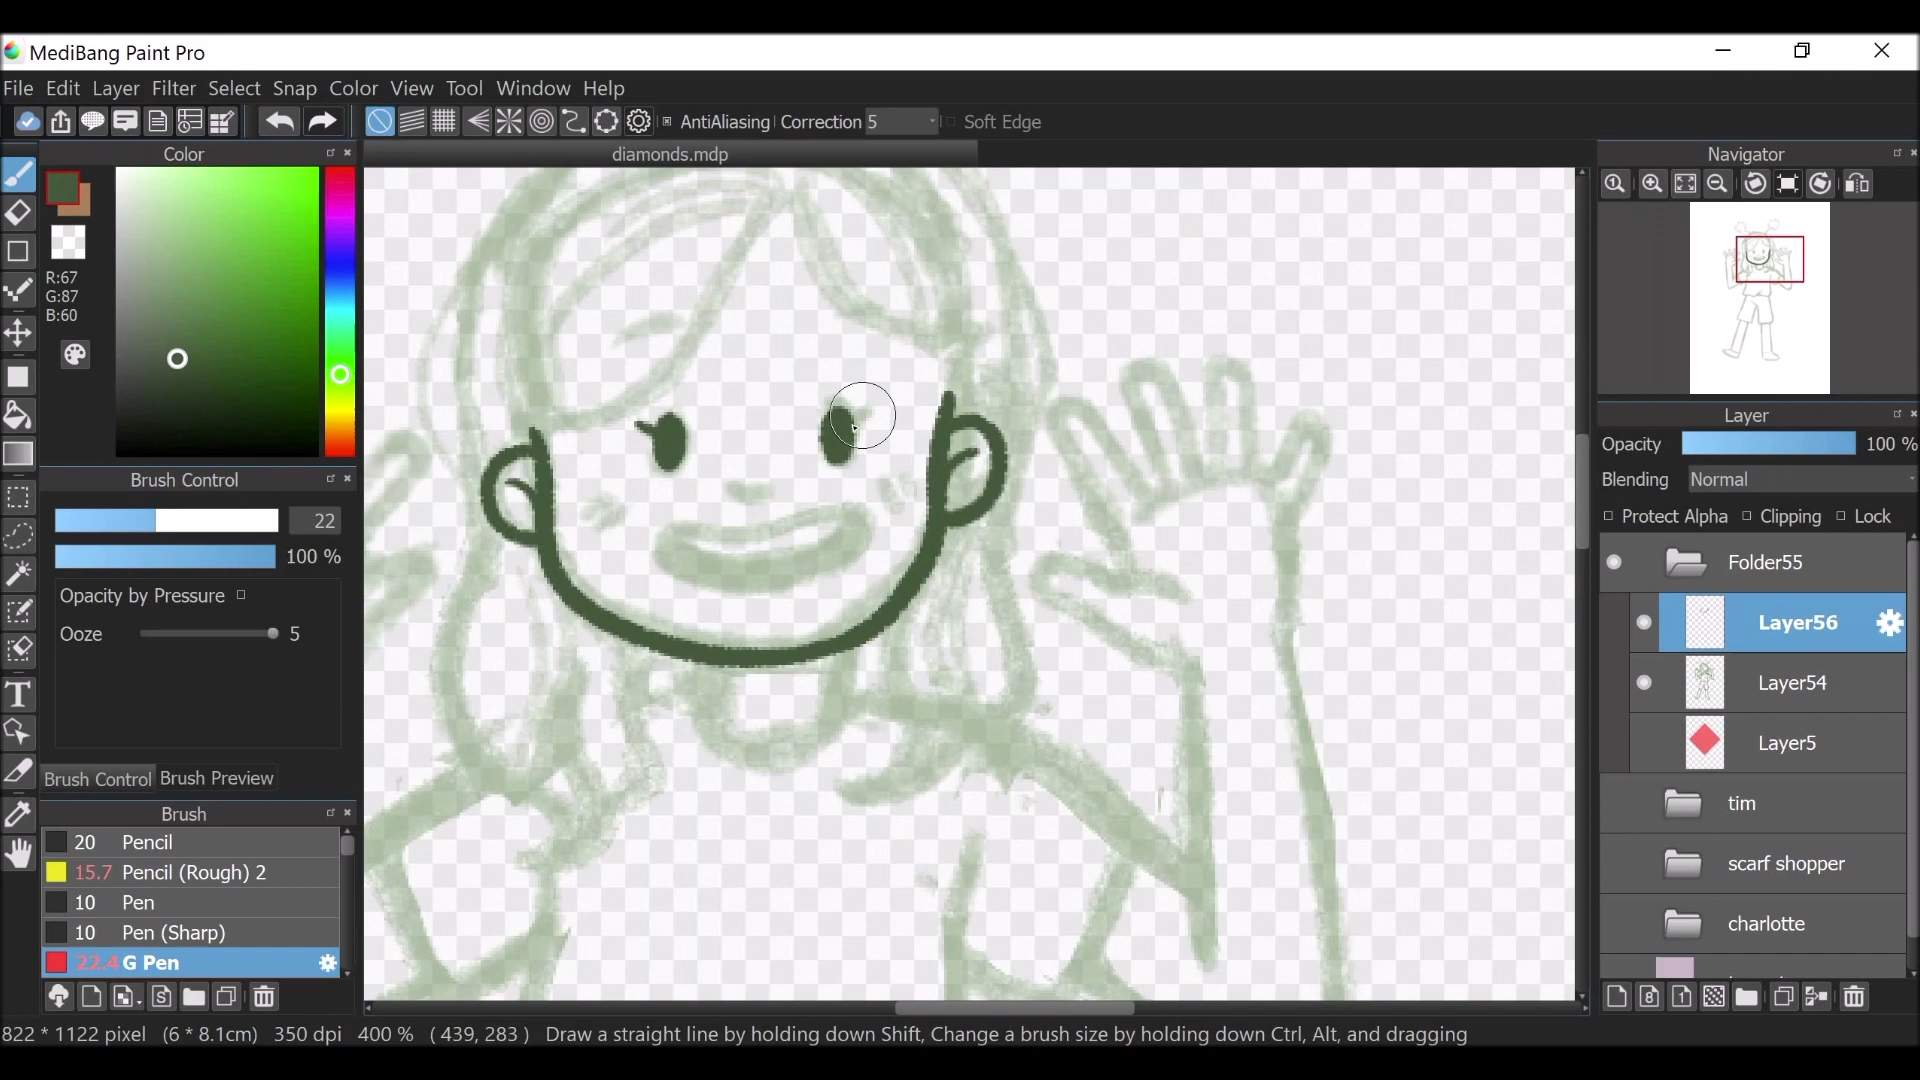 MediBang Paint Pro
File Edit Layer Filter Select Snap Color View Tool Window Help
AntiAliasing Correction 5 Soft Edge
Color
diamonds.mdp
Navigator
R:67
G:87
B:60
Layer
Opacity 100 %
Blending Normal
Protect Alpha Clipping Lock
Brush Control
22
100 %
Opacity by Pressure
Ooze 5
Brush Control Brush Preview
Brush
20 Pencil
15.7 Pencil (Rough) 2
10 Pen
10 Pen (Sharp)
22.4 G Pen
Folder55
Layer56
Layer54
Layer5
tim
scarf shopper
charlotte
822 * 1122 pixel (6 * 8.1cm) 350 dpi 400 % ( 439, 283 ) Draw a straight line by holding down Shift, Change a brush size by holding down Ctrl, Alt, and dragging